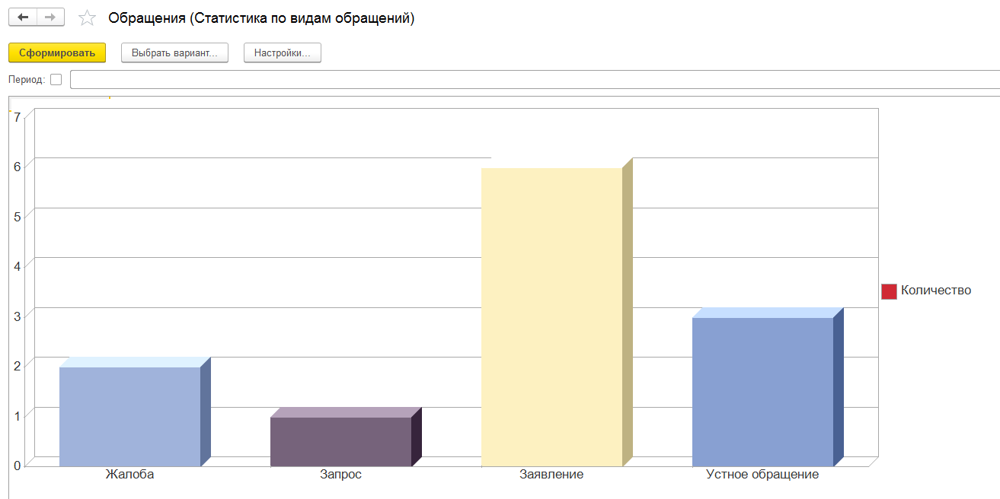 Обращения (Статистика по видам обращений)
Сформировать Выбрать вариант... Настройки...
Период:
7
6
5
4
3
2
1
0
Количество
Жалоба Запрос Заявление Устное обращение